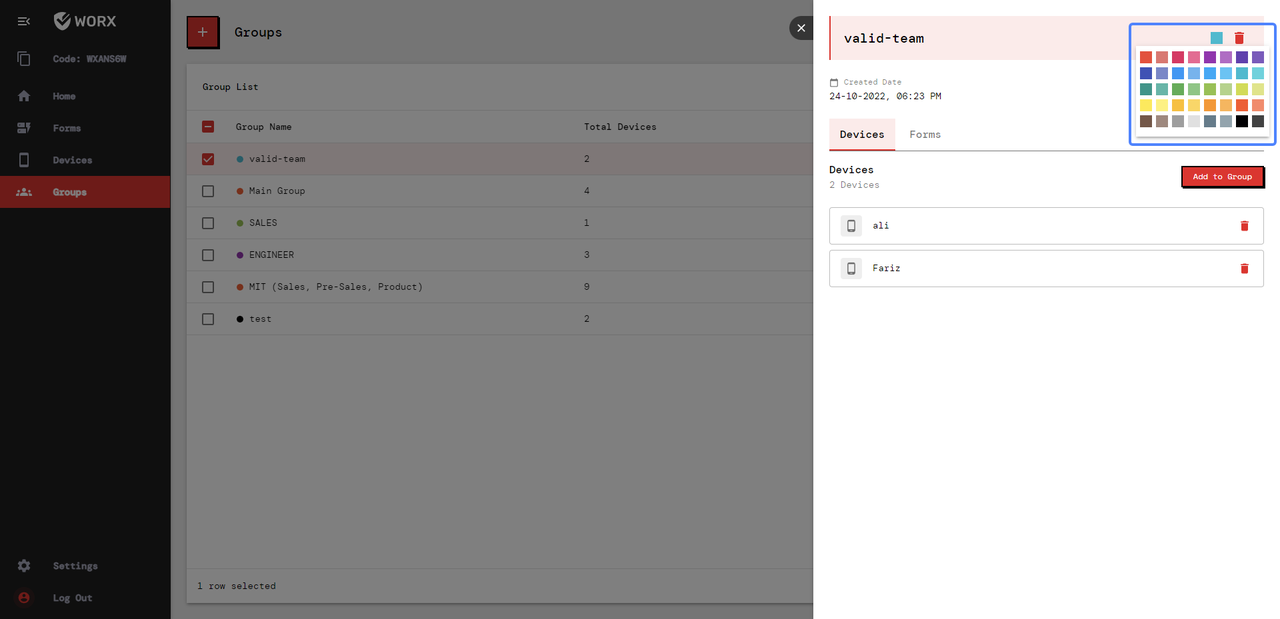 WORX
Code: WXANS6W
Home
Forms
Devices
Groups
Settings
Log Out
+ Groups
Group List
Group Name Total Devices
valid-team 2
Main Group 4
SALES 1
ENGINEER 3
MIT (Sales, Pre-Sales, Product) 9
test 2
1 row selected
valid-team
Created Date
24-10-2022, 06:23 PM
Devices Forms
Devices
2 Devices
Add to Group
ali
Fariz